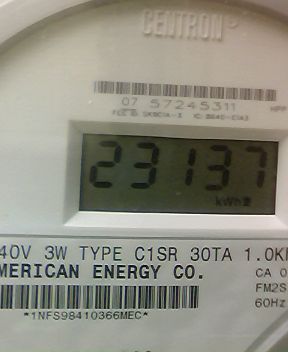 CENTRON®
07 57245311
23137
kWh
40V 3W TYPE C1SR 30TA 1.0K
MERICAN ENERGY CO.
CA 0
FM2S
60Hz
*1NFS98410366MEC*